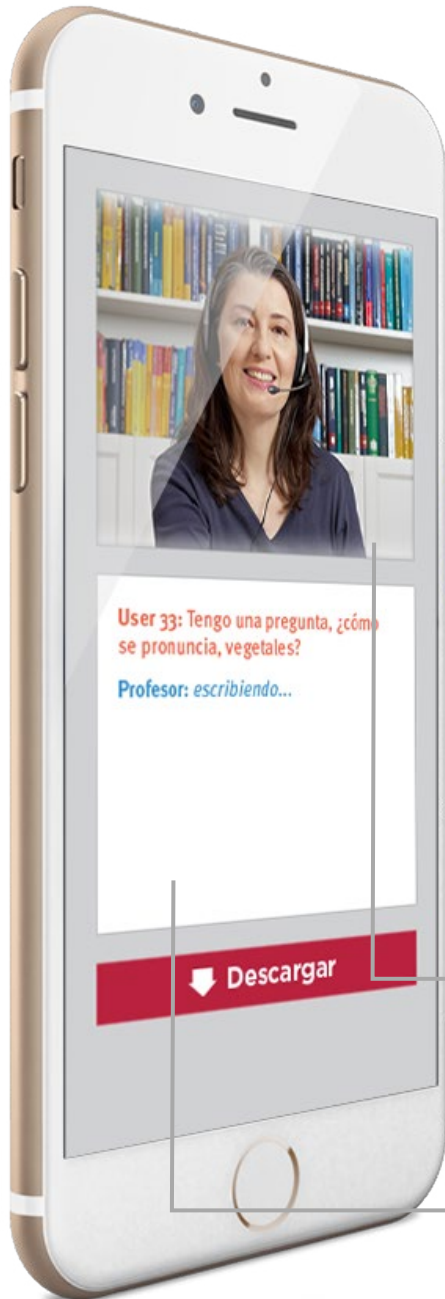 User 33: Tengo una pregunta, ¿cómo
se pronuncia, vegetales?
Profesor: escribiendo...
Descargar